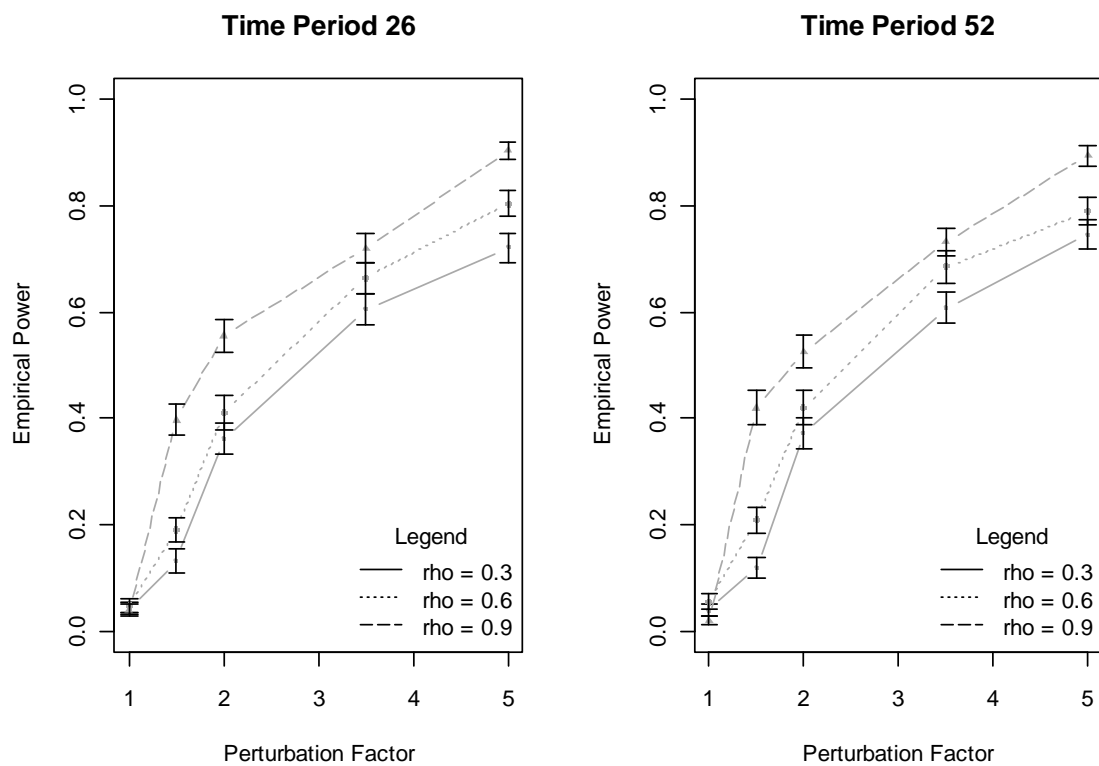 Time Period 26
Empirical Power
1.0
0.8
0.6
0.4
0.2
0.0
Legend
rho = 0.3
rho = 0.6
rho = 0.9
1 2 3 4 5
Perturbation Factor
Time Period 52
Empirical Power
1.0
0.8
0.6
0.4
0.2
0.0
Legend
rho = 0.3
rho = 0.6
rho = 0.9
1 2 3 4 5
Perturbation Factor